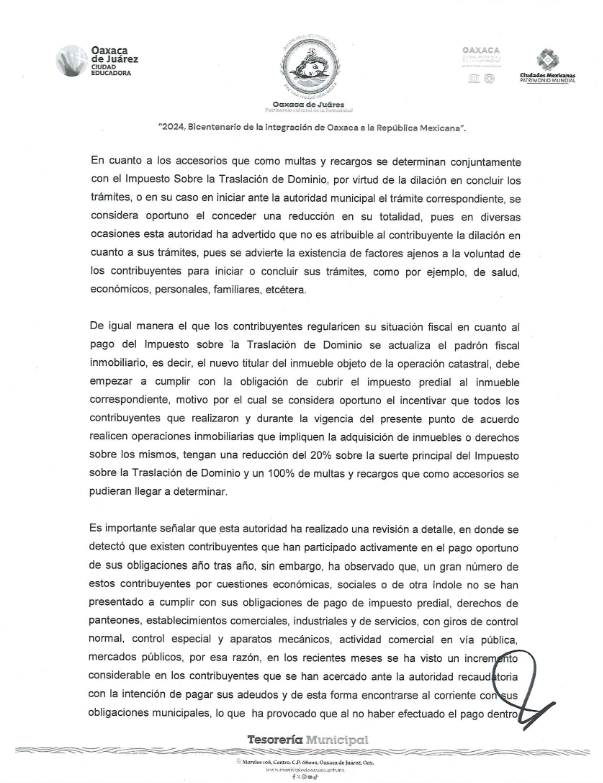 Oaxaca
de Juárez
CIUDAD
EDUCADORA
Oaxaca de Juárez
Patrimonio cultural de la humanidad
OAXACA
Ciudades Mexicanas
PATRIMONIO MUNDIAL
"2024, Bicentenario de la integración de Oaxaca a la República Mexicana".
En cuanto a los accesorios que como multas y recargos se determinan conjuntamente
con el Impuesto Sobre la Traslación de Dominio, por virtud de la dilación en concluir los
trámites, o en su caso en iniciar ante la autoridad municipal el trámite correspondiente, se
considera oportuno el conceder una reducción en su totalidad, pues en diversas
ocasiones esta autoridad ha advertido que no es atribuible al contribuyente la dilación en
cuanto a sus trámites, pues se advierte la existencia de factores ajenos a la voluntad de
los contribuyentes para iniciar o concluir sus trámites, como por ejemplo, de salud,
económicos, personales, familiares, etcétera.
De igual manera el que los contribuyentes regularicen su situación fiscal en cuanto al
pago del Impuesto sobre la Traslación de Dominio se actualiza el padrón fiscal
inmobiliario, es decir, el nuevo titular del inmueble objeto de la operación catastral, debe
empezar a cumplir con la obligación de cubrir el impuesto predial al inmueble
correspondiente, motivo por el cual se considera oportuno el incentivar que todos los
contribuyentes que realizaron y durante la vigencia del presente punto de acuerdo
realicen operaciones inmobiliarias que impliquen la adquisición de inmuebles o derechos
sobre los mismos, tengan una reducción del 20% sobre la suerte principal del Impuesto
sobre la Traslación de Dominio y un 100% de multas y recargos que como accesorios se
pudieran llegar a determinar.
Es importante señalar que esta autoridad ha realizado una revisión a detalle, en donde se
detectó que existen contribuyentes que han participado activamente en el pago oportuno
de sus obligaciones año tras año, sin embargo, ha observado que, un gran número de
estos contribuyentes por cuestiones económicas, sociales o de otra índole no se han
presentado a cumplir con sus obligaciones de pago de impuesto predial, derechos de
panteones, establecimientos comerciales, industriales y de servicios, con giros de control
normal, control especial y aparatos mecánicos, actividad comercial en vía pública,
mercados públicos, por esa razón, en los recientes meses se ha visto un incremento
considerable en los contribuyentes que se han acercado ante la autoridad recaudatoria
con la intención de pagar sus adeudos y de esta forma encontrarse al corriente con sus
obligaciones municipales, lo que ha provocado que al no haber efectuado el pago dentro
Tesorería Municipal
Morelos 108, Centro. C.P. 68000, Oaxaca de Juárez, Oax.
www.municipiodeoaxaca.gob.mx